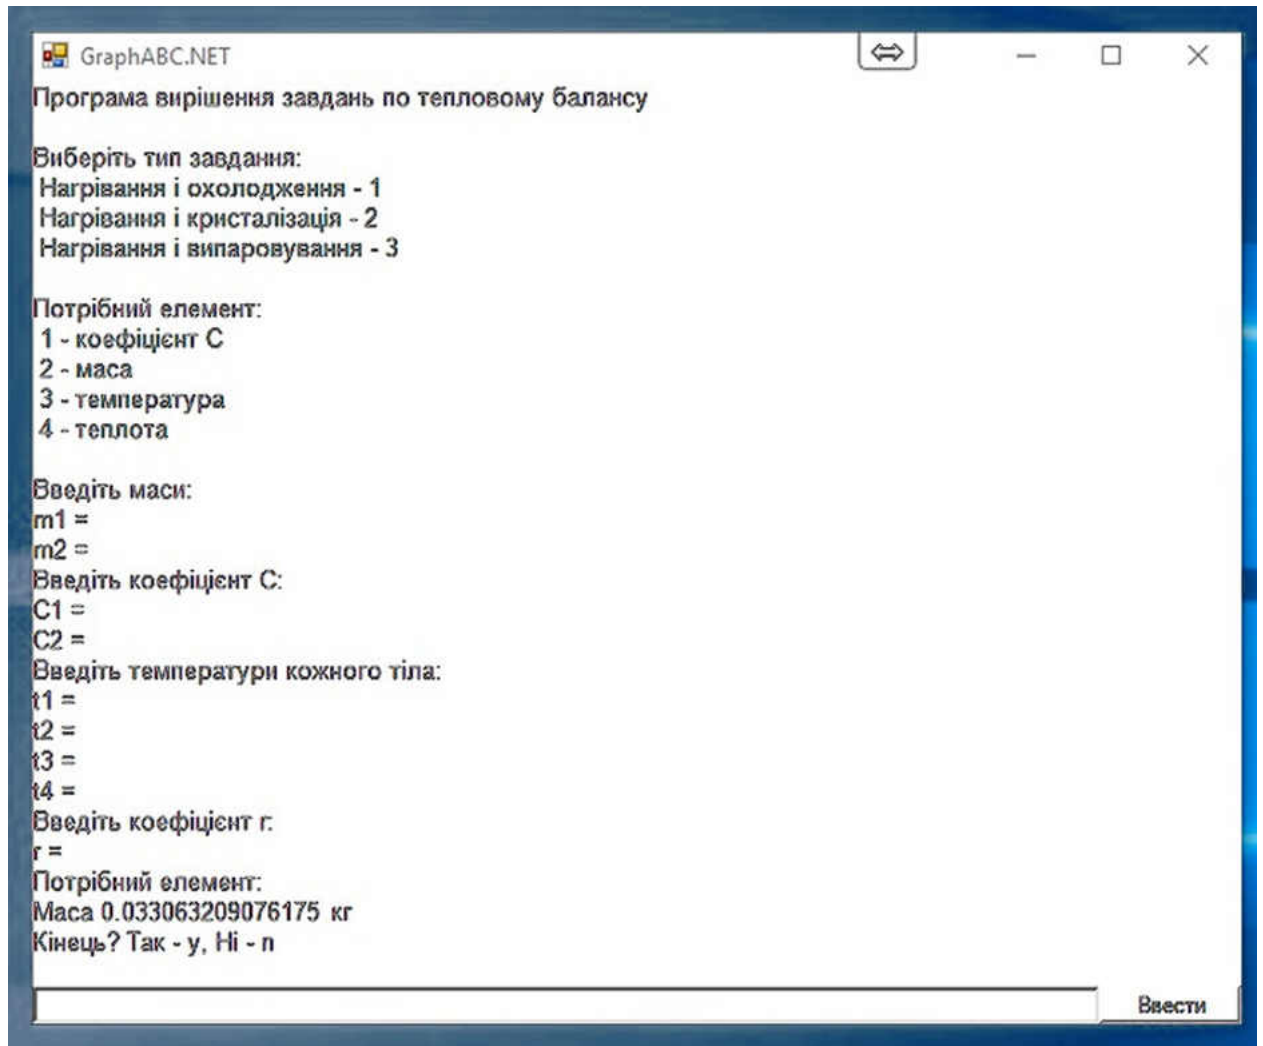 GraphABC.NET
Програма вирішення завдань по тепловому балансу
Виберіть тип завдання:
Нагрівання і охолодження - 1
Нагрівання і кристалізація - 2
Нагрівання і випаровування - 3
Потрібний елемент:
1 - коефіцієнт С
2 - маса
3 - температура
4 - теплота
Введіть маси:
m1 =
m2 =
Введіть коефіцієнт С:
C1 =
C2 =
Введіть температури кожного тіла:
t1 =
t2 =
t3 =
t4 =
Введіть коефіцієнт r:
r =
Потрібний елемент:
Маса 0.033063209076175 кг
Кінець? Так - y, Ні - n
Ввести